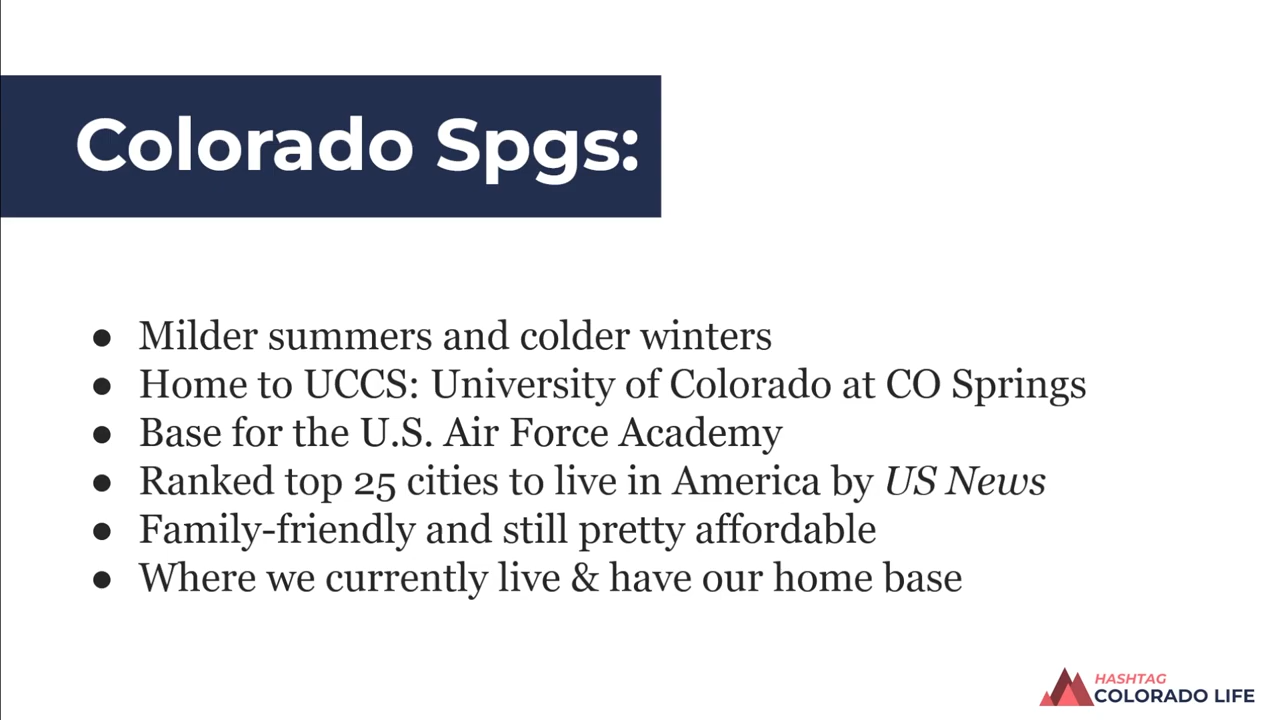 Colorado Spgs:
● Milder summers and colder winters
● Home to UCCS: University of Colorado at CO Springs
● Base for the U.S. Air Force Academy
● Ranked top 25 cities to live in America by US News
● Family-friendly and still pretty affordable
● Where we currently live & have our home base
HASHTAG
COLORADO LIFE